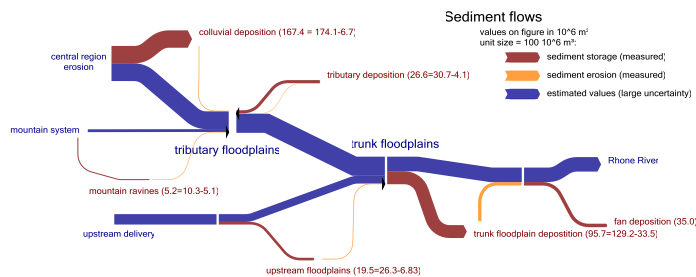 Sediment flows
values on figure in 10^6 m³
unit size = 100 10^6 m³:
sediment storage (measured)
sediment erosion (measured)
estimated values (large uncertainty)
colluvial deposition (167.4 = 174.1-6.7)
central region
erosion
tributary deposition (26.6=30.7-4.1)
mountain system
tributary floodplains
trunk floodplains
Rhone River
mountain ravines (5.2=10.3-5.1)
fan deposition (35.0)
upstream delivery
trunk floodplain depostition (95.7=129.2-33.5)
upstream floodplains (19.5=26.3-6.83)